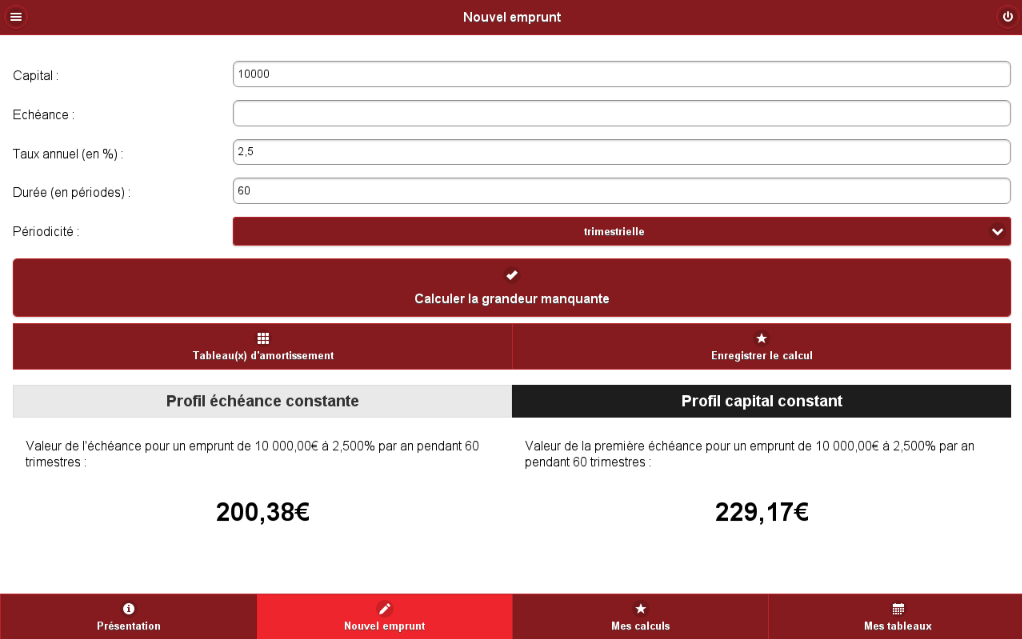 Nouvel emprunt
Capital :
10000
Echéance :
Taux annuel (en %) :
2,5
Durée (en périodes) :
60
Périodicité :
trimestrielle
Calculer la grandeur manquante
Tableau(x) d'amortissement
Enregistrer le calcul
Profil échéance constante
Profil capital constant
Valeur de l'échéance pour un emprunt de 10 000,00€ à 2,500% par an pendant 60
trimestres :
200,38€
Valeur de la première échéance pour un emprunt de 10 000,00€ à 2,500% par an
pendant 60 trimestres :
229,17€
Présentation
Nouvel emprunt
Mes calculs
Mes tableaux